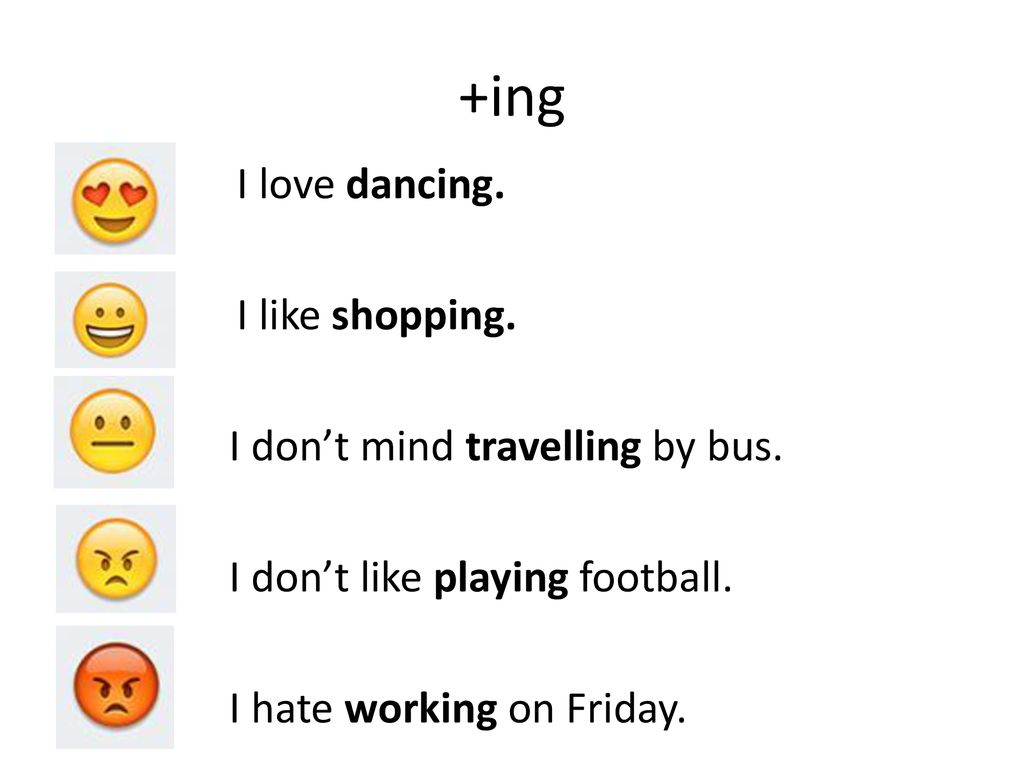 +ing
I love dancing.
I like shopping.
I don’t mind travelling by bus.
I don’t like playing football.
I hate working on Friday.